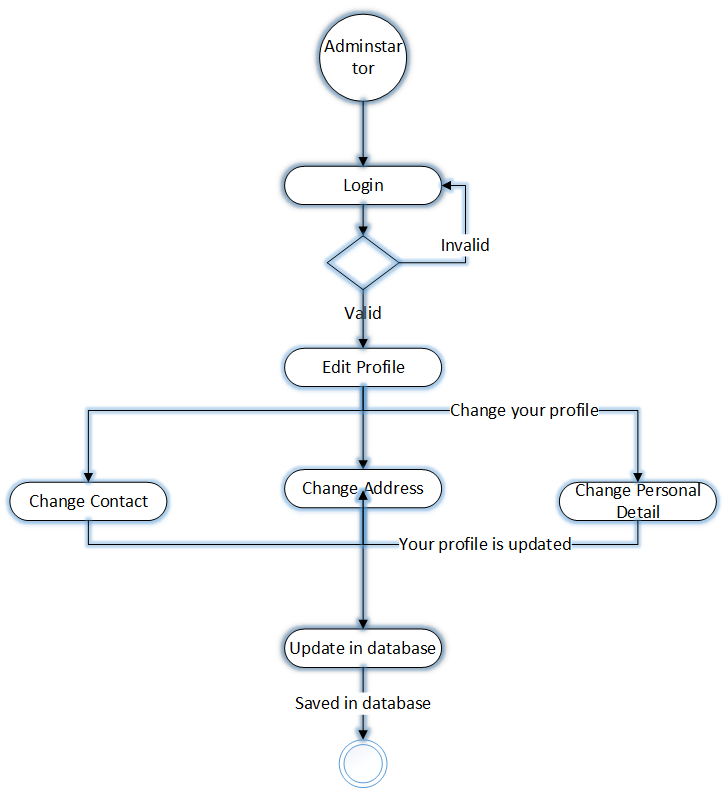 Adminstar
tor
Login
Invalid
Valid
Edit Profile
Change your profile
Change Contact
Change Address
Change Personal
Detail
Your profile is updated
Update in database
Saved in database